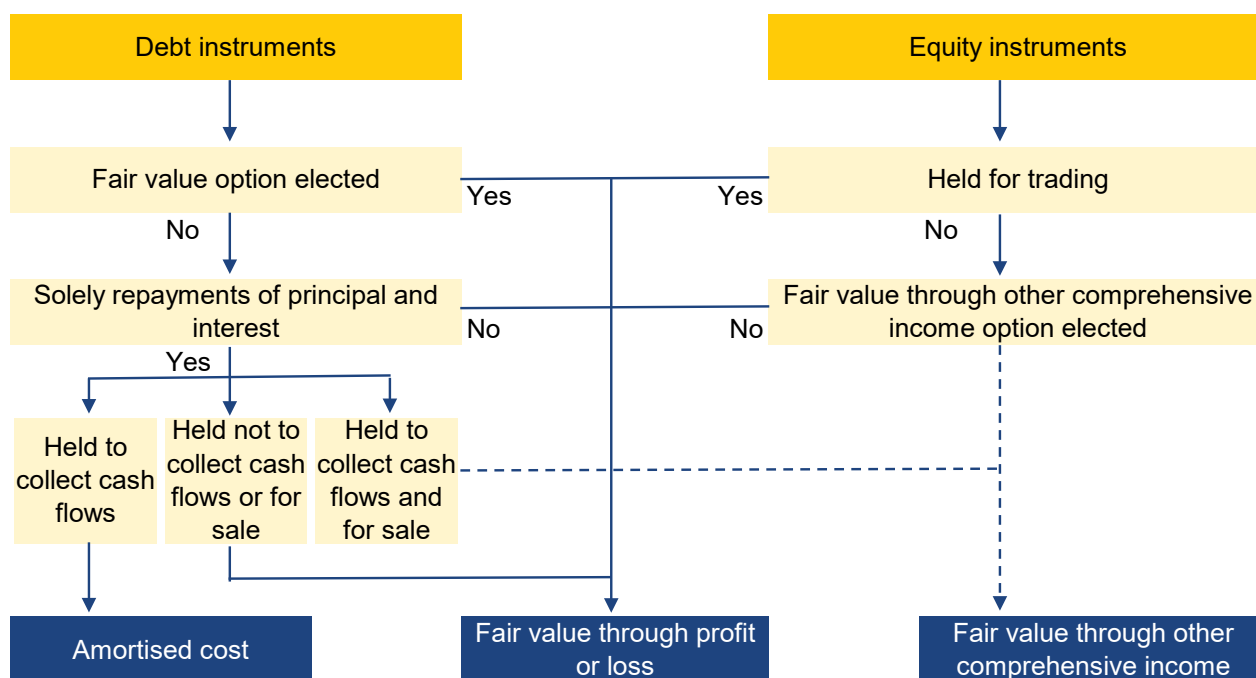 Debt instruments
Equity instruments
Fair value option elected
Yes
Yes
Held for trading
No
No
Solely repayments of principal and
interest
No
No
Fair value through other comprehensive
income option elected
Yes
Held to
collect cash
flows
Held not to
collect cash
flows or for
sale
Held to
collect cash
flows and
for sale
Amortised cost
Fair value through profit
or loss
Fair value through other
comprehensive income